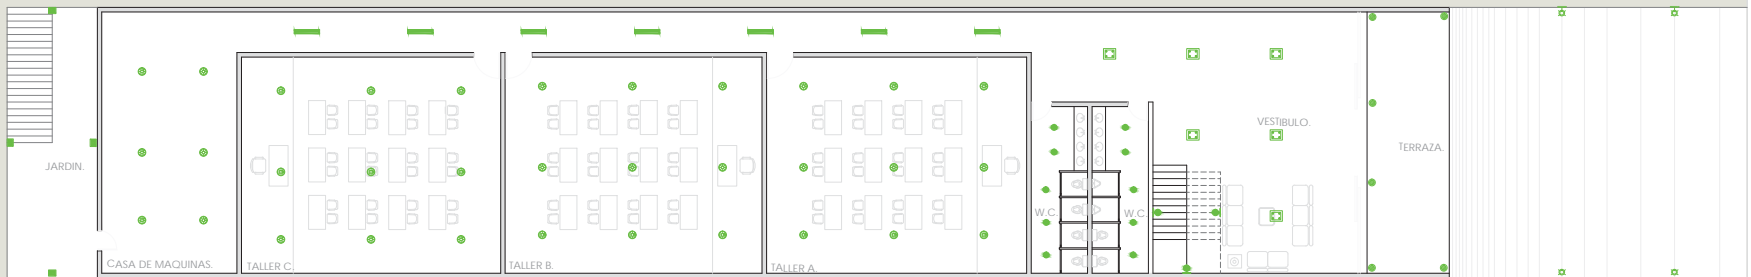 JARDIN.
CASA DE MAQUINAS.
TALLER C.
TALLER B.
TALLER A.
W.C.
W.C.
VESTIBULO.
TERRAZA.